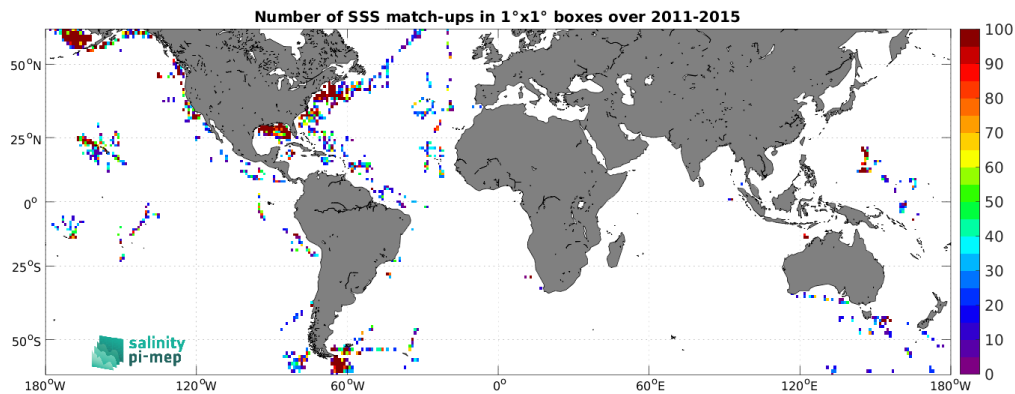 Number of SSS match-ups in 1°x1° boxes over 2011-2015
100
90
80
70
60
50
40
30
20
10
0
50°N
25°N
0°
25°S
50°S
salinity
pi-mep
180°W 120°W 60°W 0° 60°E 120°E 180°W